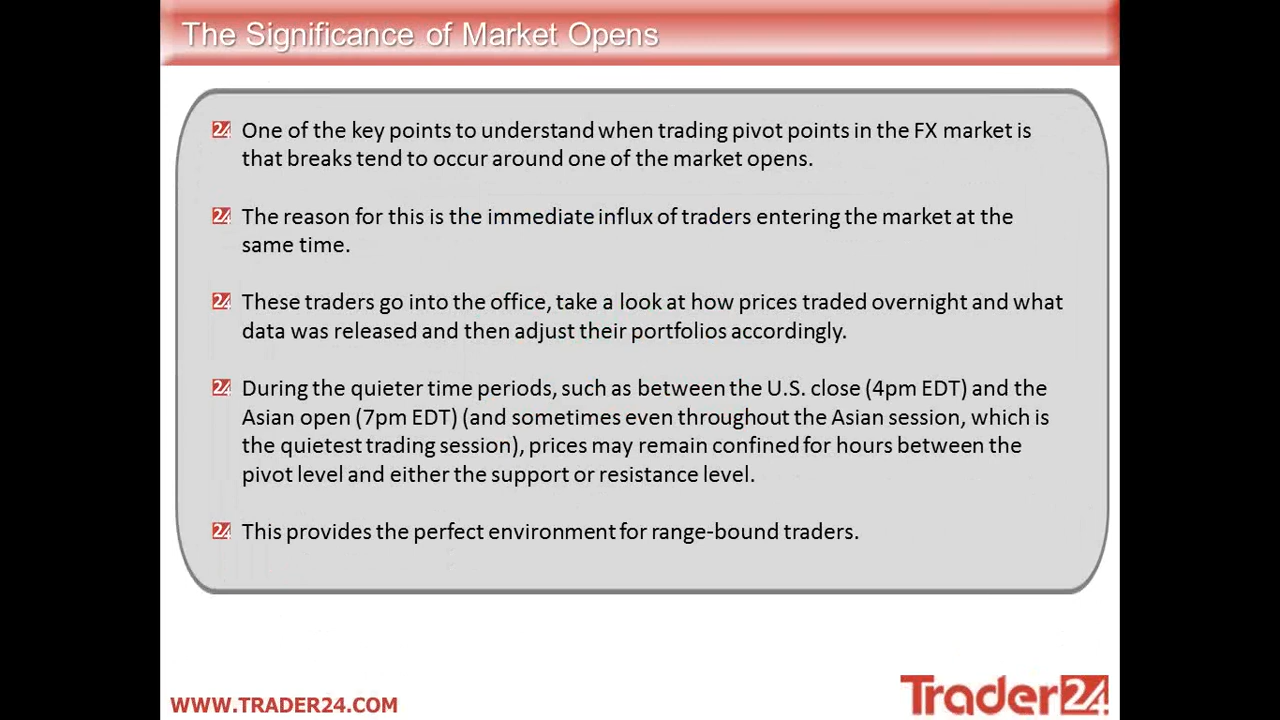 The Significance of Market Opens
24 One of the key points to understand when trading pivot points in the FX market is
that breaks tend to occur around one of the market opens.
24 The reason for this is the immediate influx of traders entering the market at the
same time.
24 These traders go into the office, take a look at how prices traded overnight and what
data was released and then adjust their portfolios accordingly.
24 During the quieter time periods, such as between the U.S. close (4pm EDT) and the
Asian open (7pm EDT) (and sometimes even throughout the Asian session, which is
the quietest trading session), prices may remain confined for hours between the
pivot level and either the support or resistance level.
24 This provides the perfect environment for range-bound traders.
WWW.TRADER24.COM
Trader24